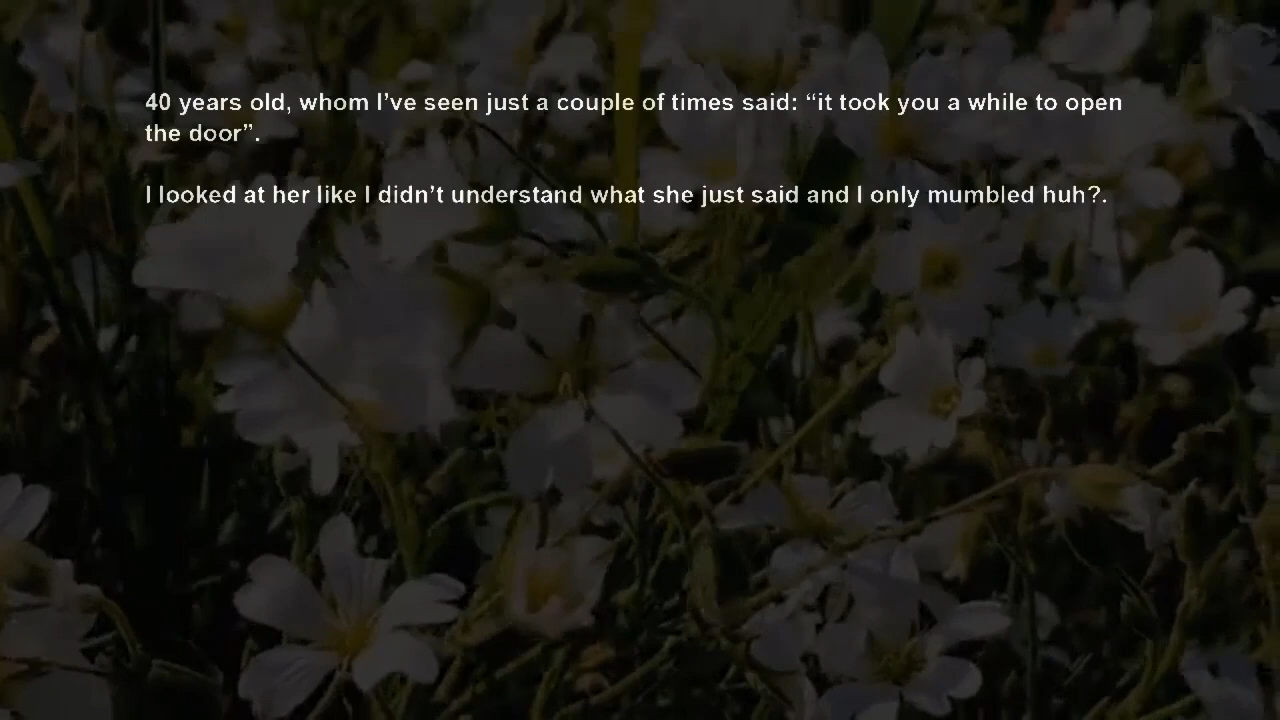 40 years old, whom I’ve seen just a couple of times said: “it took you a while to open
the door”.
I looked at her like I didn’t understand what she just said and I only mumbled huh?.